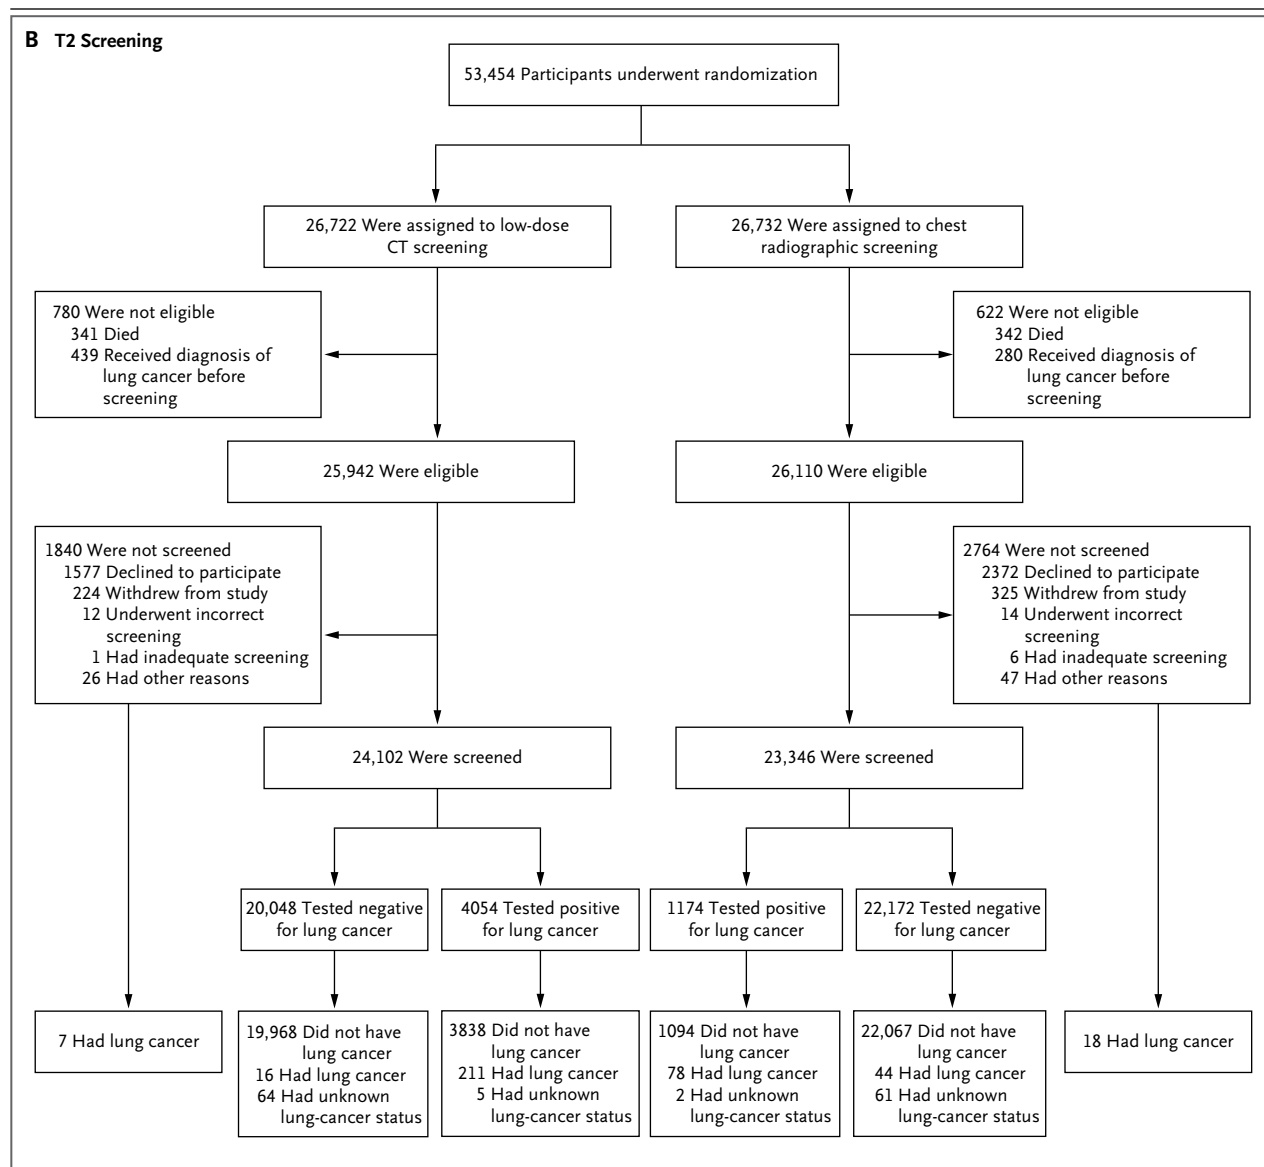 B T2 Screening
53,454 Participants underwent randomization
26,722 Were assigned to low-dose
CT screening
26,732 Were assigned to chest
radiographic screening
780 Were not eligible
341 Died
439 Received diagnosis of
lung cancer before
screening
622 Were not eligible
342 Died
280 Received diagnosis of
lung cancer before
screening
25,942 Were eligible
26,110 Were eligible
1840 Were not screened
1577 Declined to participate
224 Withdrew from study
12 Underwent incorrect
screening
1 Had inadequate screening
26 Had other reasons
2764 Were not screened
2372 Declined to participate
325 Withdrew from study
14 Underwent incorrect
screening
6 Had inadequate screening
47 Had other reasons
24,102 Were screened
23,346 Were screened
20,048 Tested negative
for lung cancer
4054 Tested positive
for lung cancer
1174 Tested positive
for lung cancer
22,172 Tested negative
for lung cancer
7 Had lung cancer
19,968 Did not have
lung cancer
16 Had lung cancer
64 Had unknown
lung-cancer status
3838 Did not have
lung cancer
211 Had lung cancer
5 Had unknown
lung-cancer status
1094 Did not have
lung cancer
78 Had lung cancer
2 Had unknown
lung-cancer status
22,067 Did not have
lung cancer
44 Had lung cancer
61 Had unknown
lung-cancer status
18 Had lung cancer